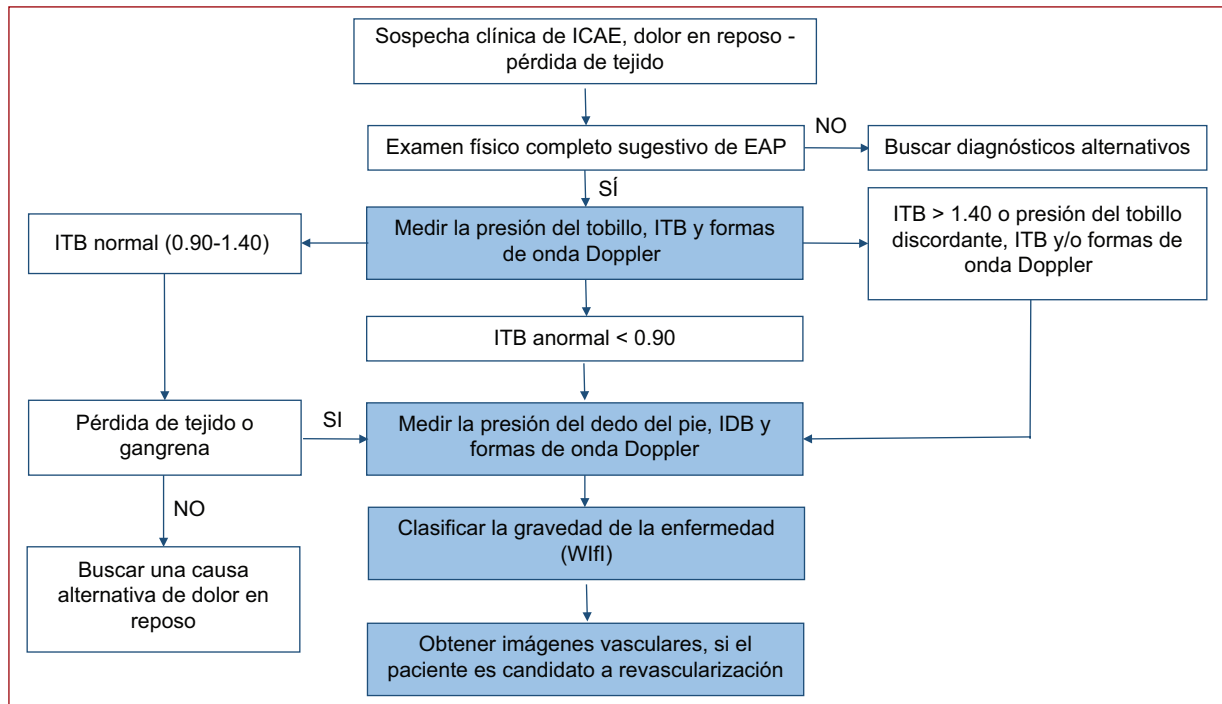 Sospecha clínica de ICAE, dolor en reposo -
pérdida de tejido
Examen físico completo sugestivo de EAP
NO
Buscar diagnósticos alternativos
SÍ
ITB normal (0.90-1.40)
Medir la presión del tobillo, ITB y formas
de onda Doppler
ITB > 1.40 o presión del tobillo
discordante, ITB y/o formas de
onda Doppler
ITB anormal < 0.90
Pérdida de tejido o
gangrena
SI
Medir la presión del dedo del pie, IDB y
formas de onda Doppler
NO
Clasificar la gravedad de la enfermedad
(WIfI)
Buscar una causa
alternativa de dolor en
reposo
Obtener imágenes vasculares, si el
paciente es candidato a revascularización